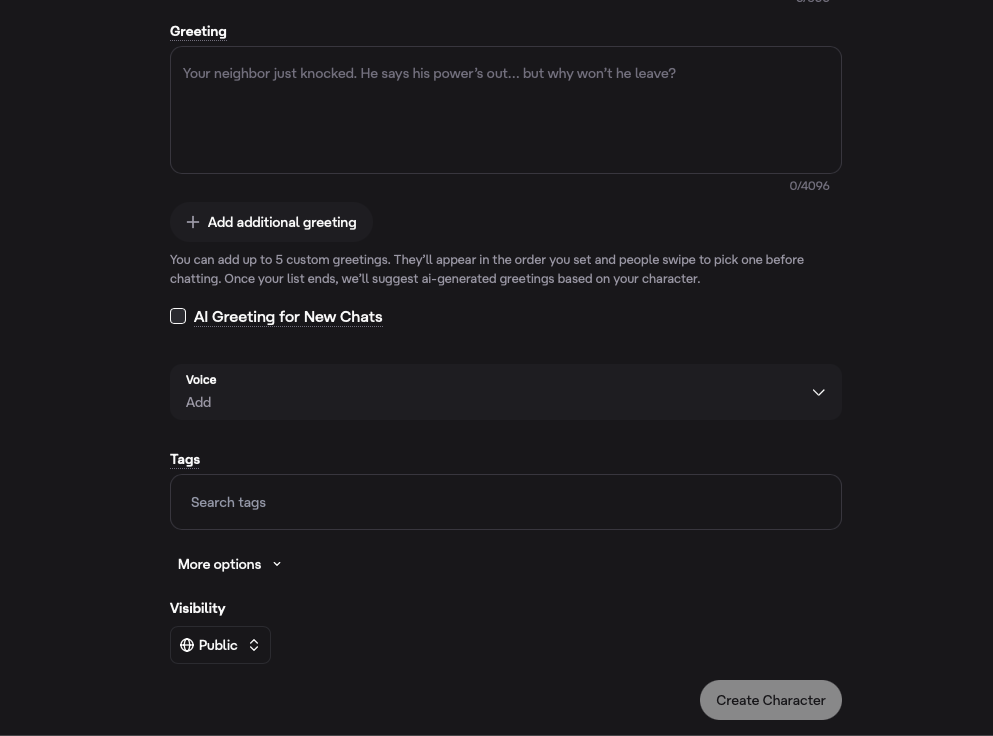 Greeting
Your neighbor just knocked. He says his power's out... but why won't he leave?
0/4096
Add additional greeting
You can add up to 5 custom greetings. They'll appear in the order you set and people swipe to pick one before
chatting. Once your list ends, we'll suggest ai-generated greetings based on your character.
AI Greeting for New Chats
Voice
Add
Tags
Search tags
More options
Visibility
Public
Create Character